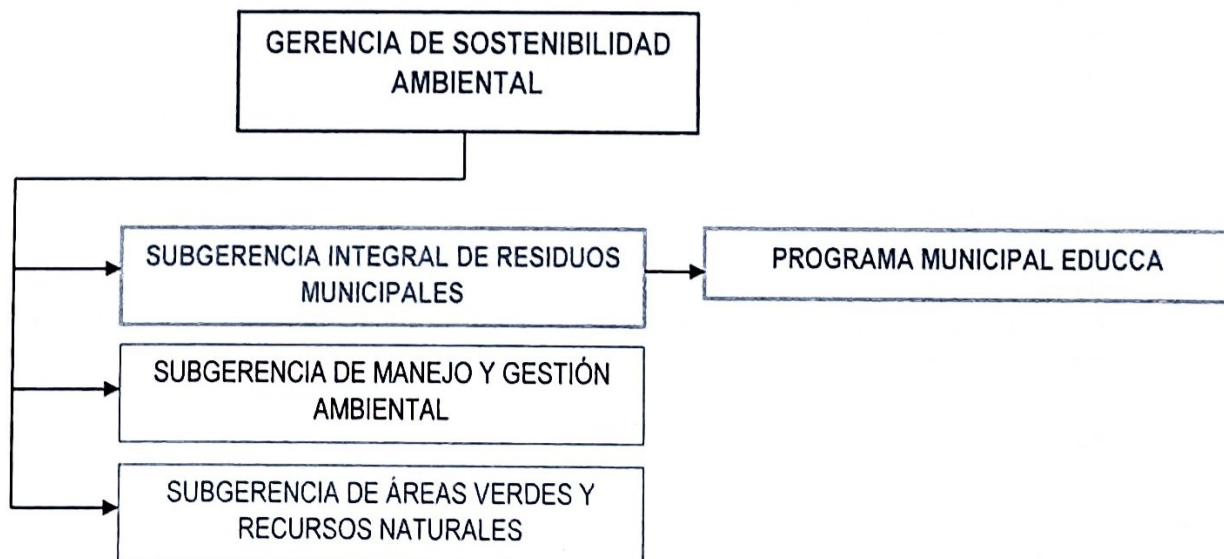 GERENCIA DE SOSTENIBILIDAD
AMBIENTAL
SUBGERENCIA INTEGRAL DE RESIDUOS
MUNICIPALES
PROGRAMA MUNICIPAL EDUCCA
SUBGERENCIA DE MANEJO Y GESTIÓN
AMBIENTAL
SUBGERENCIA DE ÁREAS VERDES Y
RECURSOS NATURALES